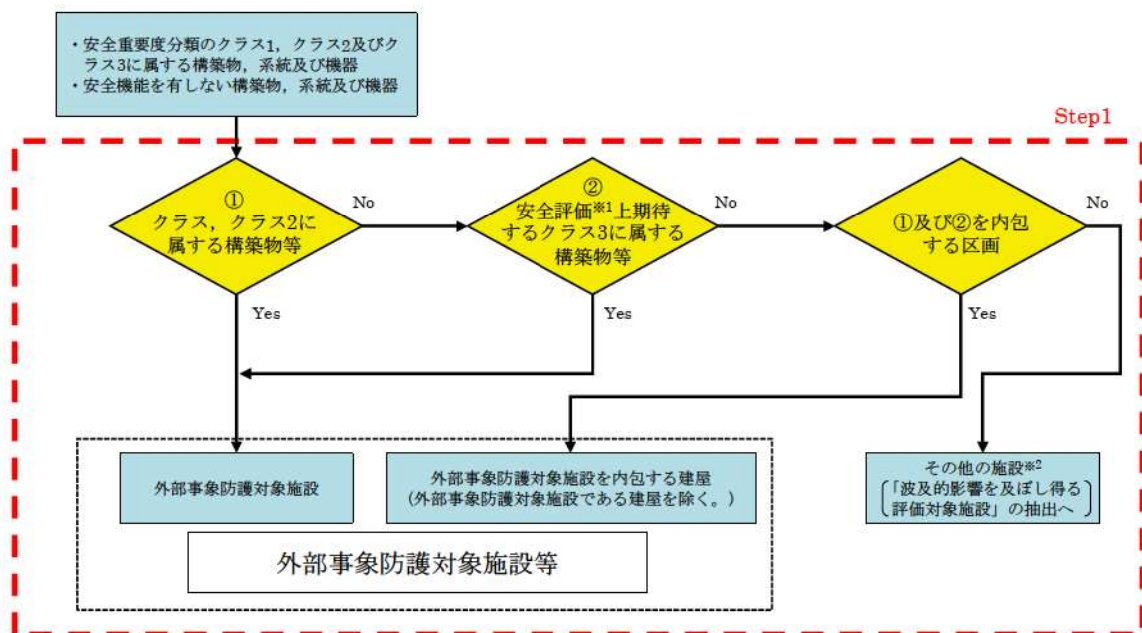 ・安全重要度分類のクラス1，クラス2及びク
ラス3に属する構築物，系統及び機器
・安全機能を有しない構築物，系統及び機器
Step1
①
クラス，クラス2に
属する構築物等
No
②
安全評価※1上期待
するクラス3に属する
構築物等
No
①及び②を内包
する区画
No
Yes
Yes
Yes
外部事象防護対象施設
外部事象防護対象施設を内包する建屋
（外部事象防護対象施設である建屋を除く。）
その他の施設※2
「波及的影響を及ぼし得る
評価対象施設」の抽出へ
外部事象防護対象施設等